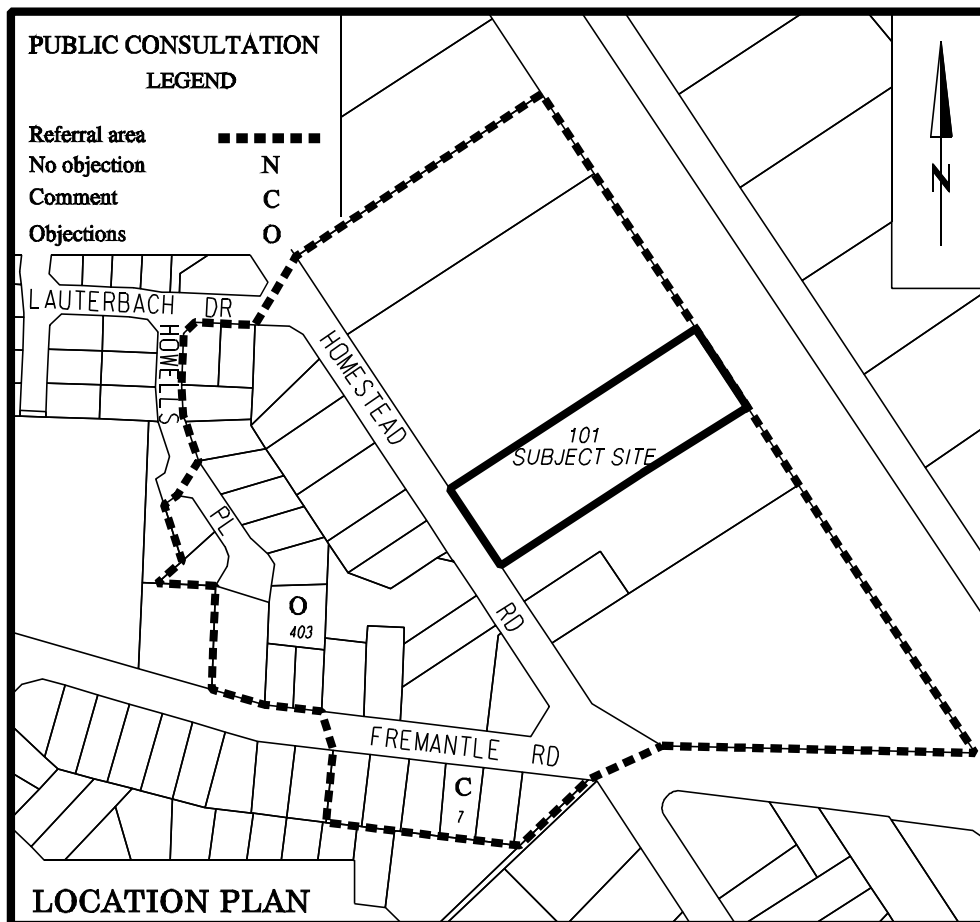 PUBLIC CONSULTATION
LEGEND
Referral area
No objection N
Comment C
Objections O
N
LAUTERBACH DR
HOWELLS
PL
HOMESTEAD
RD
101
SUBJECT SITE
O
403
FREMANTLE RD
C
7
LOCATION PLAN